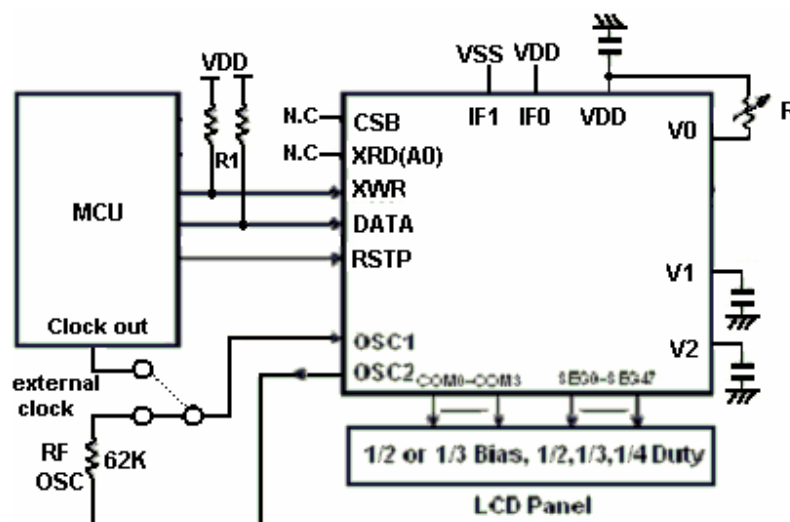 VSS VDD
VDD
N.C
CSB
IF1 IF0 VDD
V0
R
R1
N.C
XRD(A0)
XWR
MCU
DATA
RSTP
V1
Clock out
OSC1
V2
OSC2
COM0-COM3
SEG0-SEG47
external
clock
RF
OSC
62K
1/2 or 1/3 Bias, 1/2,1/3,1/4 Duty
LCD Panel